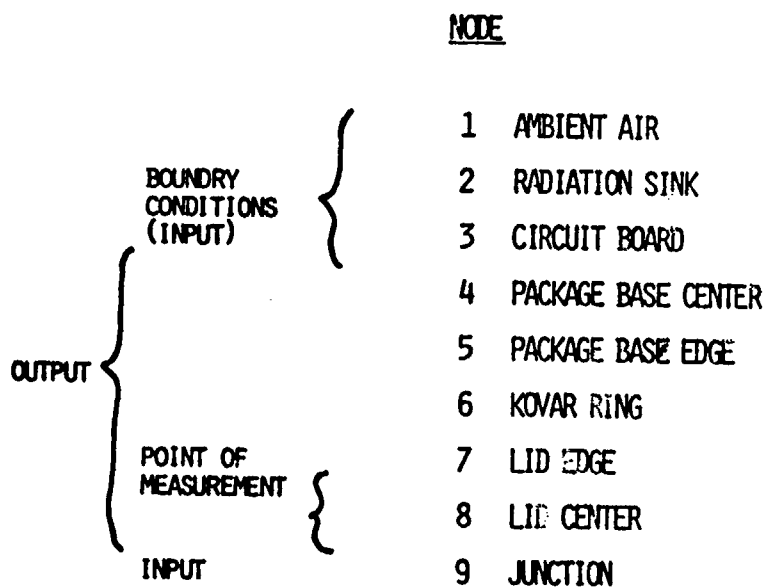 NODE
1 AMBIENT AIR
BOUNDRY
CONDITIONS
(INPUT)
2 RADIATION SINK
3 CIRCUIT BOARD
4 PACKAGE BASE CENTER
5 PACKAGE BASE EDGE
OUTPUT
6 KOVAR RING
POINT OF
MEASUREMENT
7 LID EDGE
8 LID CENTER
INPUT
9 JUNCTION